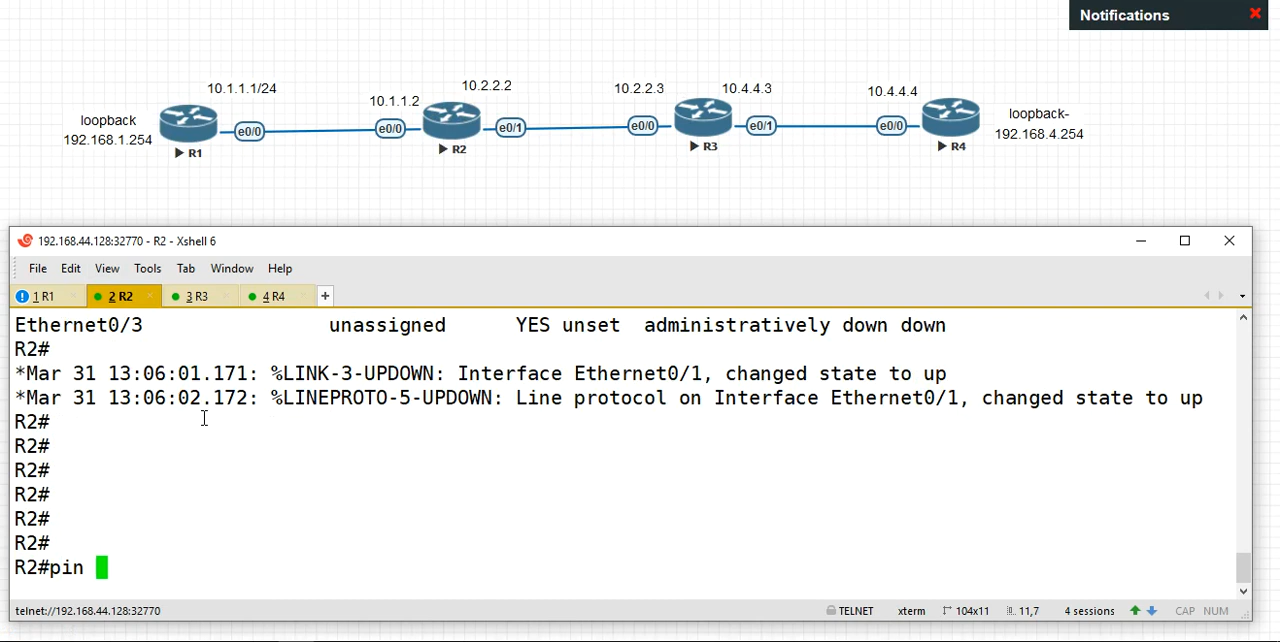 Notifications
10.1.1.1/24
10.1.1.2
10.2.2.2
10.2.2.3
10.4.4.3
10.4.4.4
loopback
192.168.1.254
loopback-
192.168.4.254
e0/0
e0/0
e0/1
e0/0
e0/1
e0/0
R1
R2
R3
R4
192.168.44.128:32770 - R2 - Xshell 6
File Edit View Tools Tab Window Help
1 R1
2 R2
3 R3
4 R4
Ethernet0/3 unassigned YES unset administratively down down
R2#
*Mar 31 13:06:01.171: %LINK-3-UPDOWN: Interface Ethernet0/1, changed state to up
*Mar 31 13:06:02.172: %LINEPROTO-5-UPDOWN: Line protocol on Interface Ethernet0/1, changed state to up
R2#
R2#
R2#
R2#
R2#
R2#
R2#pin
telnet://192.168.44.128:32770 TELNET xterm 104x11 11,7 4 sessions CAP NUM